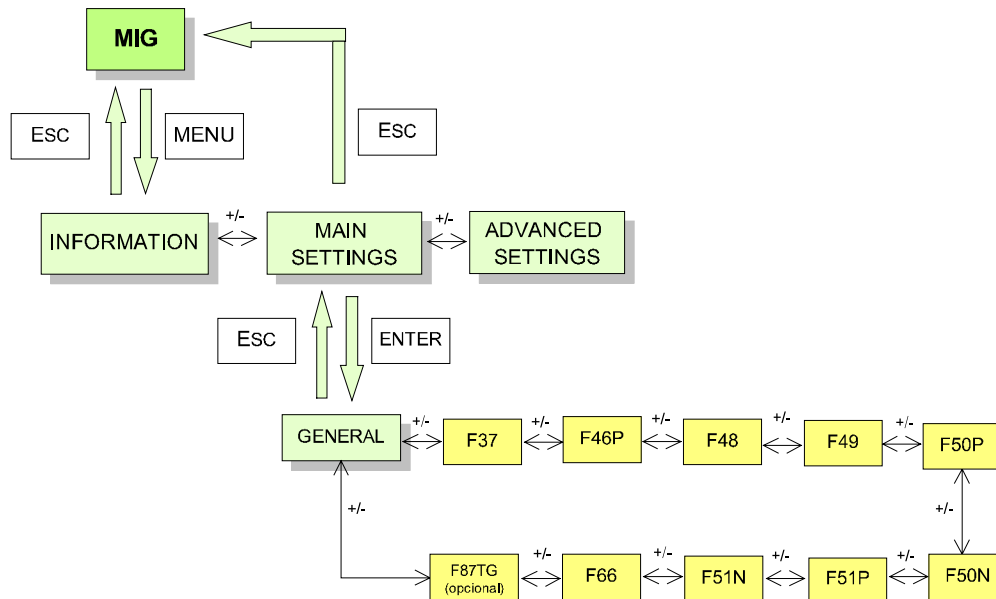 MIG
ESC
MENU
ESC
INFORMATION
+/-
MAIN
SETTINGS
+/-
ADVANCED
SETTINGS
ESC
ENTER
GENERAL
+/-
F37
+/-
F46P
+/-
F48
+/-
F49
+/-
F50P
+/-
+/-
F87TG
(opcional)
+/-
F66
+/-
F51N
+/-
F51P
+/-
F50N